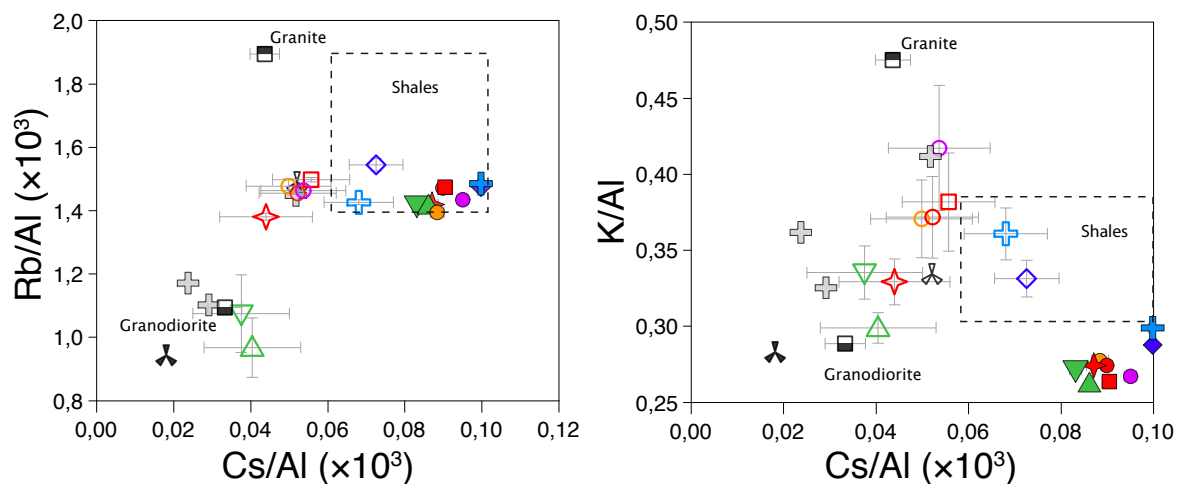 2,0
1,8
1,6
1,4
1,2
1,0
0,8
Rb/Al (×10³)
Granite
Shales
Granodiorite
0,00 0,02 0,04 0,06 0,08 0,10 0,12
Cs/Al (×10³)
0,50
0,45
0,40
0,35
0,30
0,25
K/Al
Granite
Shales
Granodiorite
0,00 0,02 0,04 0,06 0,08 0,10
Cs/Al (×10³)